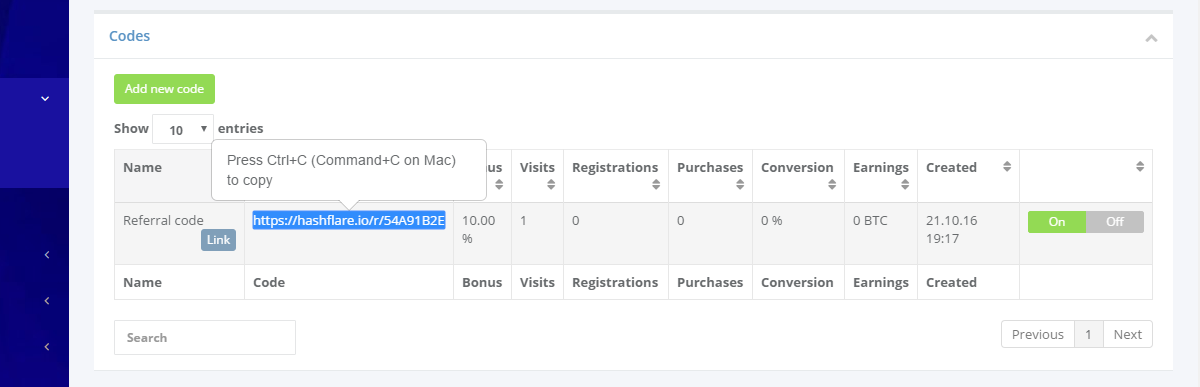 Codes
Add new code
Show 10 entries
Press Ctrl+C (Command+C on Mac)
to copy
Name Visits Registrations Purchases Conversion Earnings Created
Referral code https://hashflare.io/r/54A91B2E 10.00 1 0 0 0 % 0 BTC 21.10.16 On Off
Link % 19:17
Name Code Bonus Visits Registrations Purchases Conversion Earnings Created
Search
Previous 1 Next